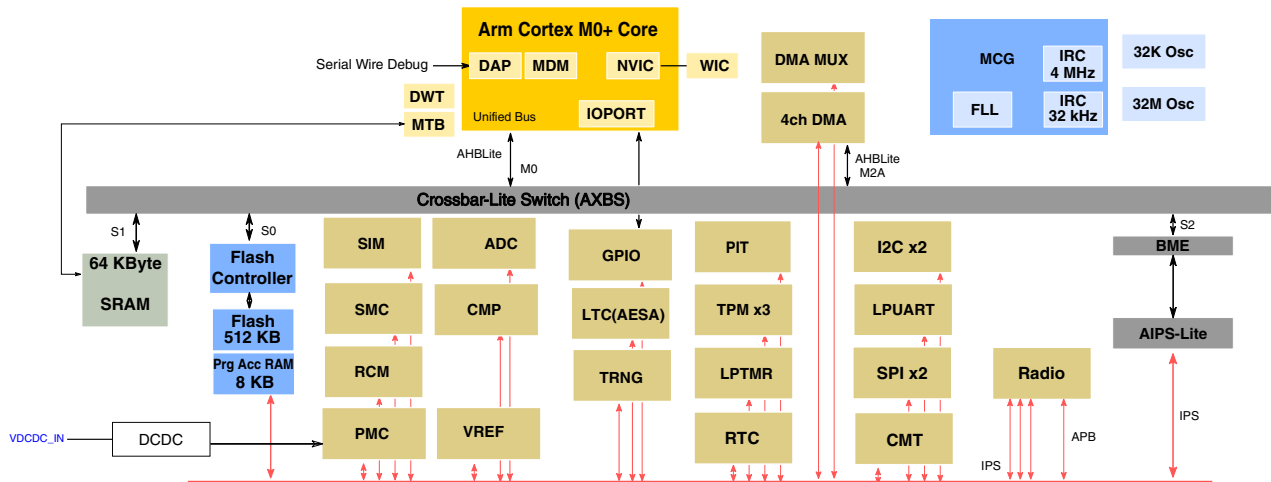 Arm Cortex M0+ Core
Serial Wire Debug
DAP
MDM
NVIC
WIC
DWT
MTB
Unified Bus
IOPORT
AHBLite
M0
DMA MUX
4ch DMA
AHBLite
M2A
MCG
IRC
4 MHz
FLL
IRC
32 kHz
32K Osc
32M Osc
Crossbar-Lite Switch (AXBS)
S1
S0
S2
64 KByte
SRAM
Flash
Controller
Flash
512 KB
Prg Acc RAM
8 KB
SIM
SMC
RCM
PMC
ADC
CMP
VREF
GPIO
LTC(AESA)
TRNG
PIT
TPM x3
LPTMR
RTC
I2C x2
LPUART
SPI x2
CMT
Radio
IPS
APB
BME
AIPS-Lite
IPS
VDCDC_IN
DCDC